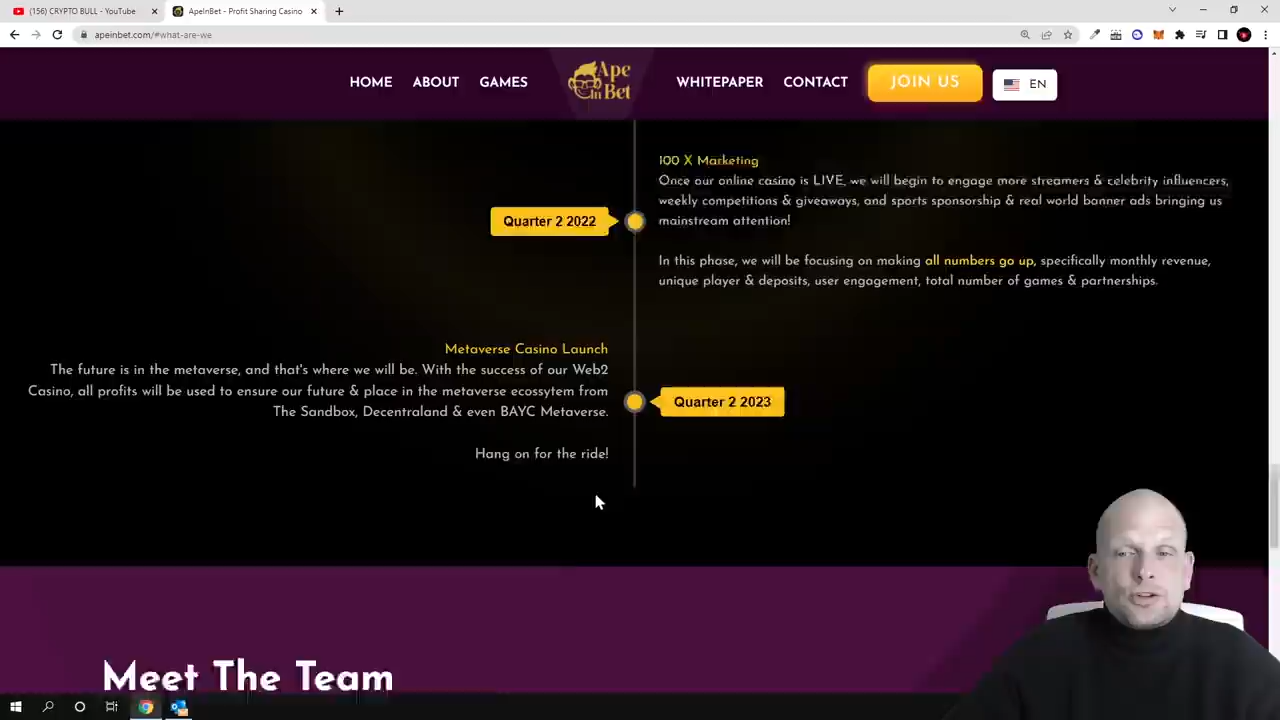 (156) CRYPTO BULL - YouTube
ApeInBet - Profit Sharing Casino
apeinbet.com/#what-are-we
HOME
ABOUT
GAMES
Ape
In Bet
WHITEPAPER
CONTACT
JOIN US
EN
100 X Marketing
Once our online casino is LIVE, we will begin to engage more streamers & celebrity influencers,
weekly competitions & giveaways, and sports sponsorship & real world banner ads bringing us
mainstream attention!
Quarter 2 2022
In this phase, we will be focusing on making all numbers go up, specifically monthly revenue,
unique player & deposits, user engagement, total number of games & partnerships.
Metaverse Casino Launch
The future is in the metaverse, and that's where we will be. With the success of our Web2
Casino, all profits will be used to ensure our future & place in the metaverse ecossytem from
The Sandbox, Decentraland & even BAYC Metaverse.
Quarter 2 2023
Hang on for the ride!
Meet The Team